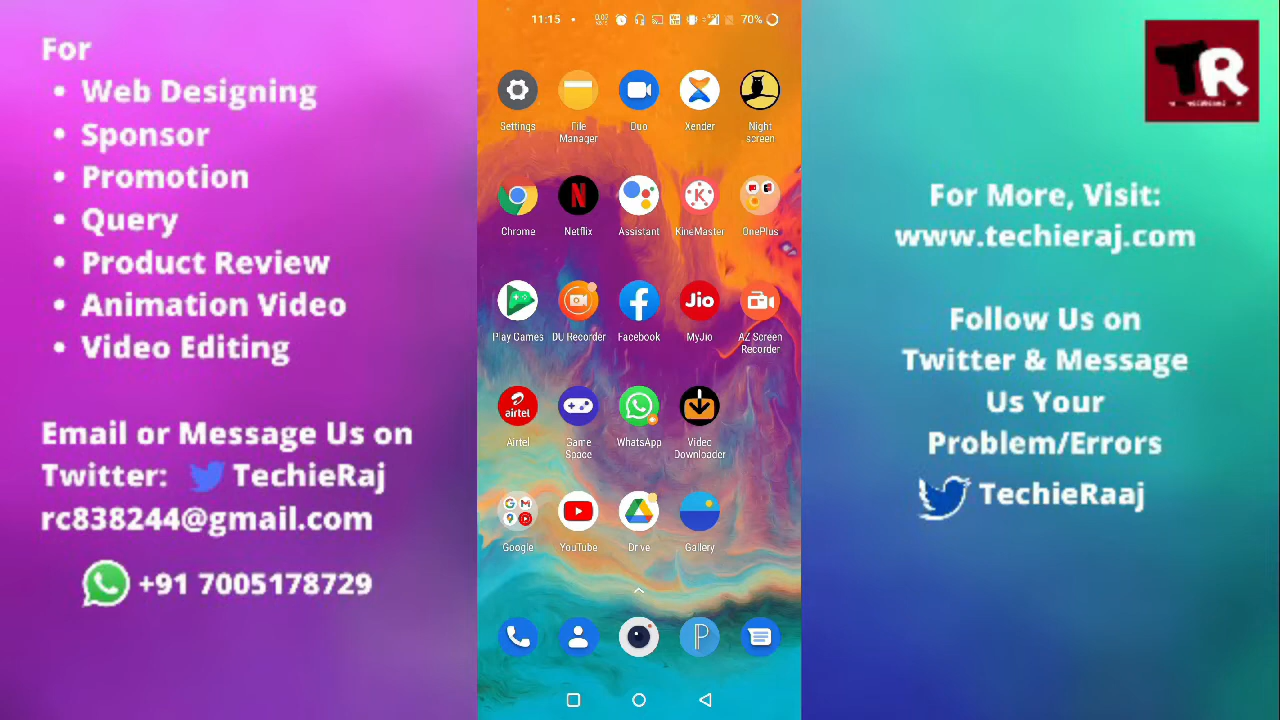 For
• Web Designing
• Sponsor
• Promotion
• Query
• Product Review
• Animation Video
• Video Editing
Email or Message Us on
Twitter: TechieRaj
rc838244@gmail.com
+91 7005178729
11:15
70%
Settings
File Manager
Duo
Xender
Night screen
Chrome
Netflix
Assistant
KineMaster
OnePlus
Play Games
DU Recorder
Facebook
Jio
MyJio
AZ Screen Recorder
airtel
Airtel
Game Space
WhatsApp
Video Downloader
Google
YouTube
Drive
Gallery
TR
For More, Visit:
www.techieraj.com
Follow Us on
Twitter & Message
Us Your
Problem/Errors
TechieRaaj